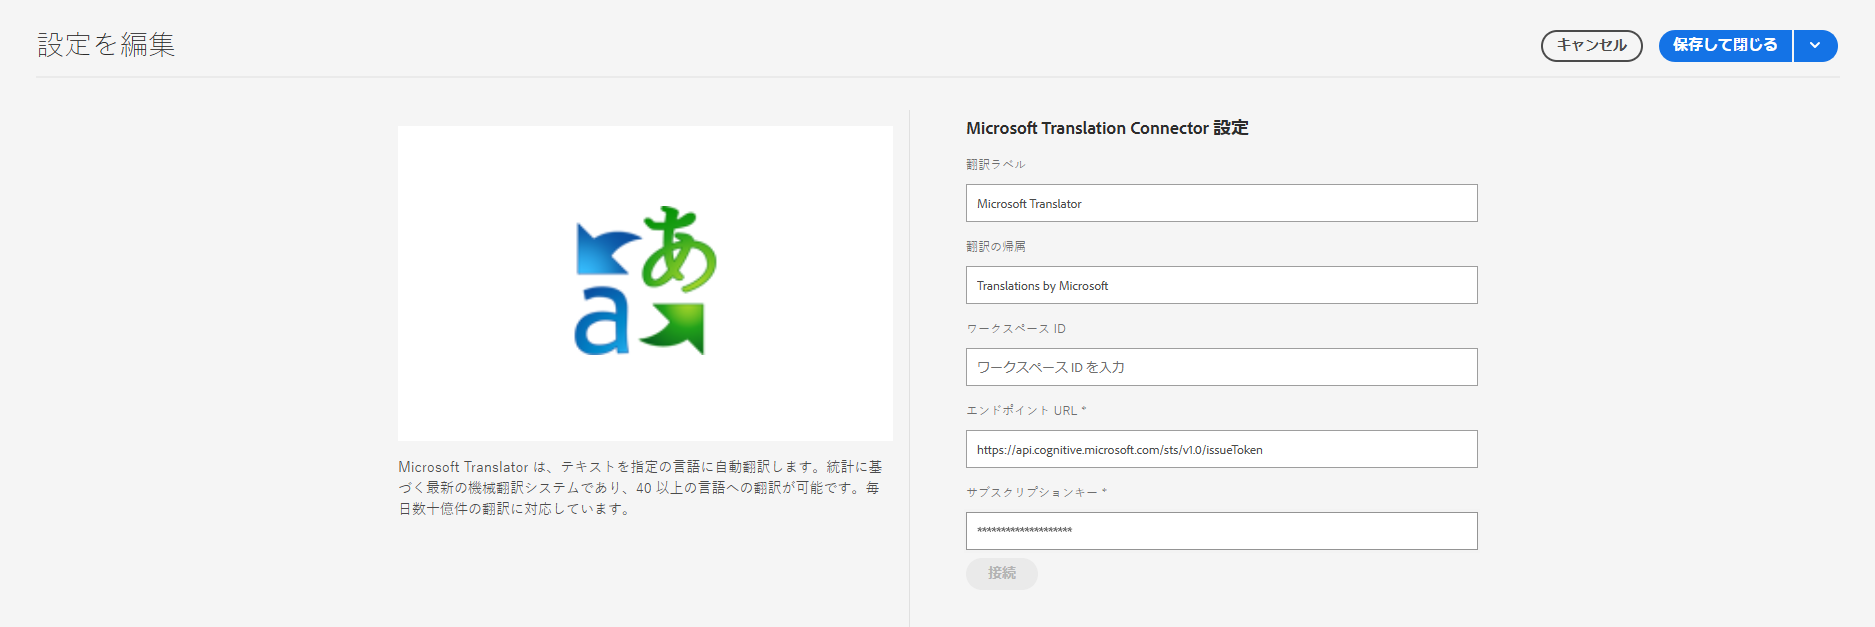 設定を編集
キャンセル
保存して閉じる
あ
a
Microsoft Translator は、テキストを指定の言語に自動翻訳します。統計に基
づく最新の機械翻訳システムであり、40 以上の言語への翻訳が可能です。毎
日数十億件の翻訳に対応しています。
Microsoft Translation Connector 設定
翻訳ラベル
Microsoft Translator
翻訳の帰属
Translations by Microsoft
ワークスペース ID
ワークスペース ID を入力
エンドポイント URL *
https://api.cognitive.microsoft.com/sts/v1.0/issueToken
サブスクリプションキー *
********************
接続